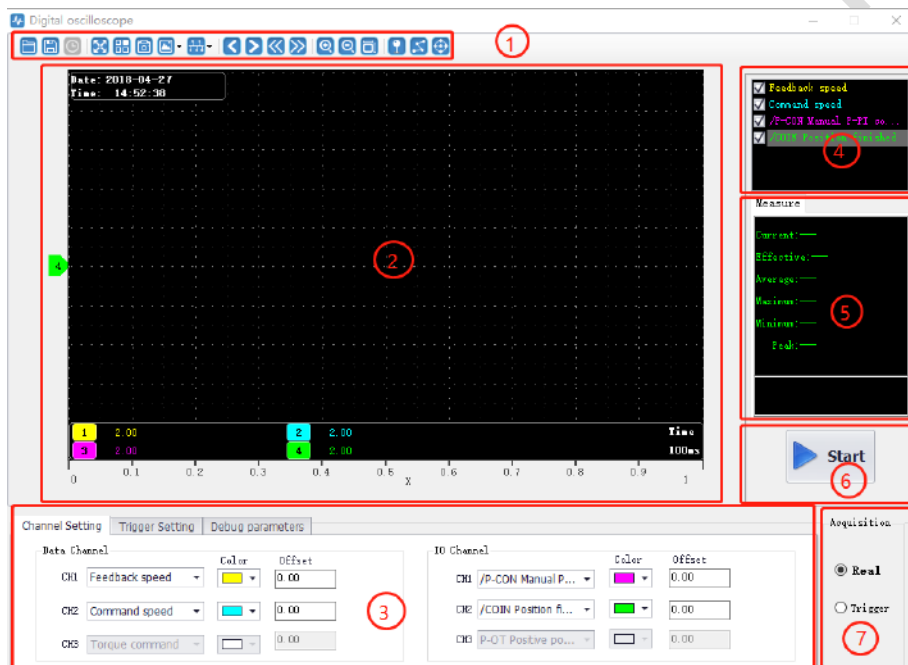 Digital oscilloscope
1
Date: 2018-04-27
Time: 14:52:38
Feedback speed
Command speed
/P-CON Manual P-PI so...
/COIN Position finished
4
Measure
Current:
Effective:
Average:
Maximum:
Minimum:
Peak:
5
4
2
1 2.00 2 2.00 Time
3 2.00 4 2.00 100ms
0 0.1 0.2 0.3 0.4 0.5 0.6 0.7 0.8 0.9 1
X
Start
6
Channel Setting Trigger Setting Debug parameters
Data Channel
Color Offset
CH1 Feedback speed 0.00
CH2 Command speed 0.00
CH3 Torque command 0.00
3
IO Channel
Color Offset
CH1 /P-CON Manual P... 0.00
CH2 /COIN Position fi... 0.00
CH3 P-OT Postive po... 0.00
Acquisition
Real
Trigger
7